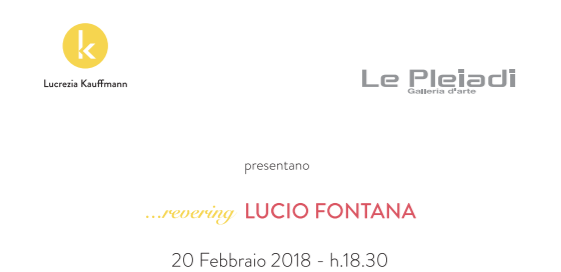 k
Lucrezia Kauffmann
Le Pleiadi
Galleria d'arte
presentano
...revering LUCIO FONTANA
20 Febbraio 2018 - h.18.30